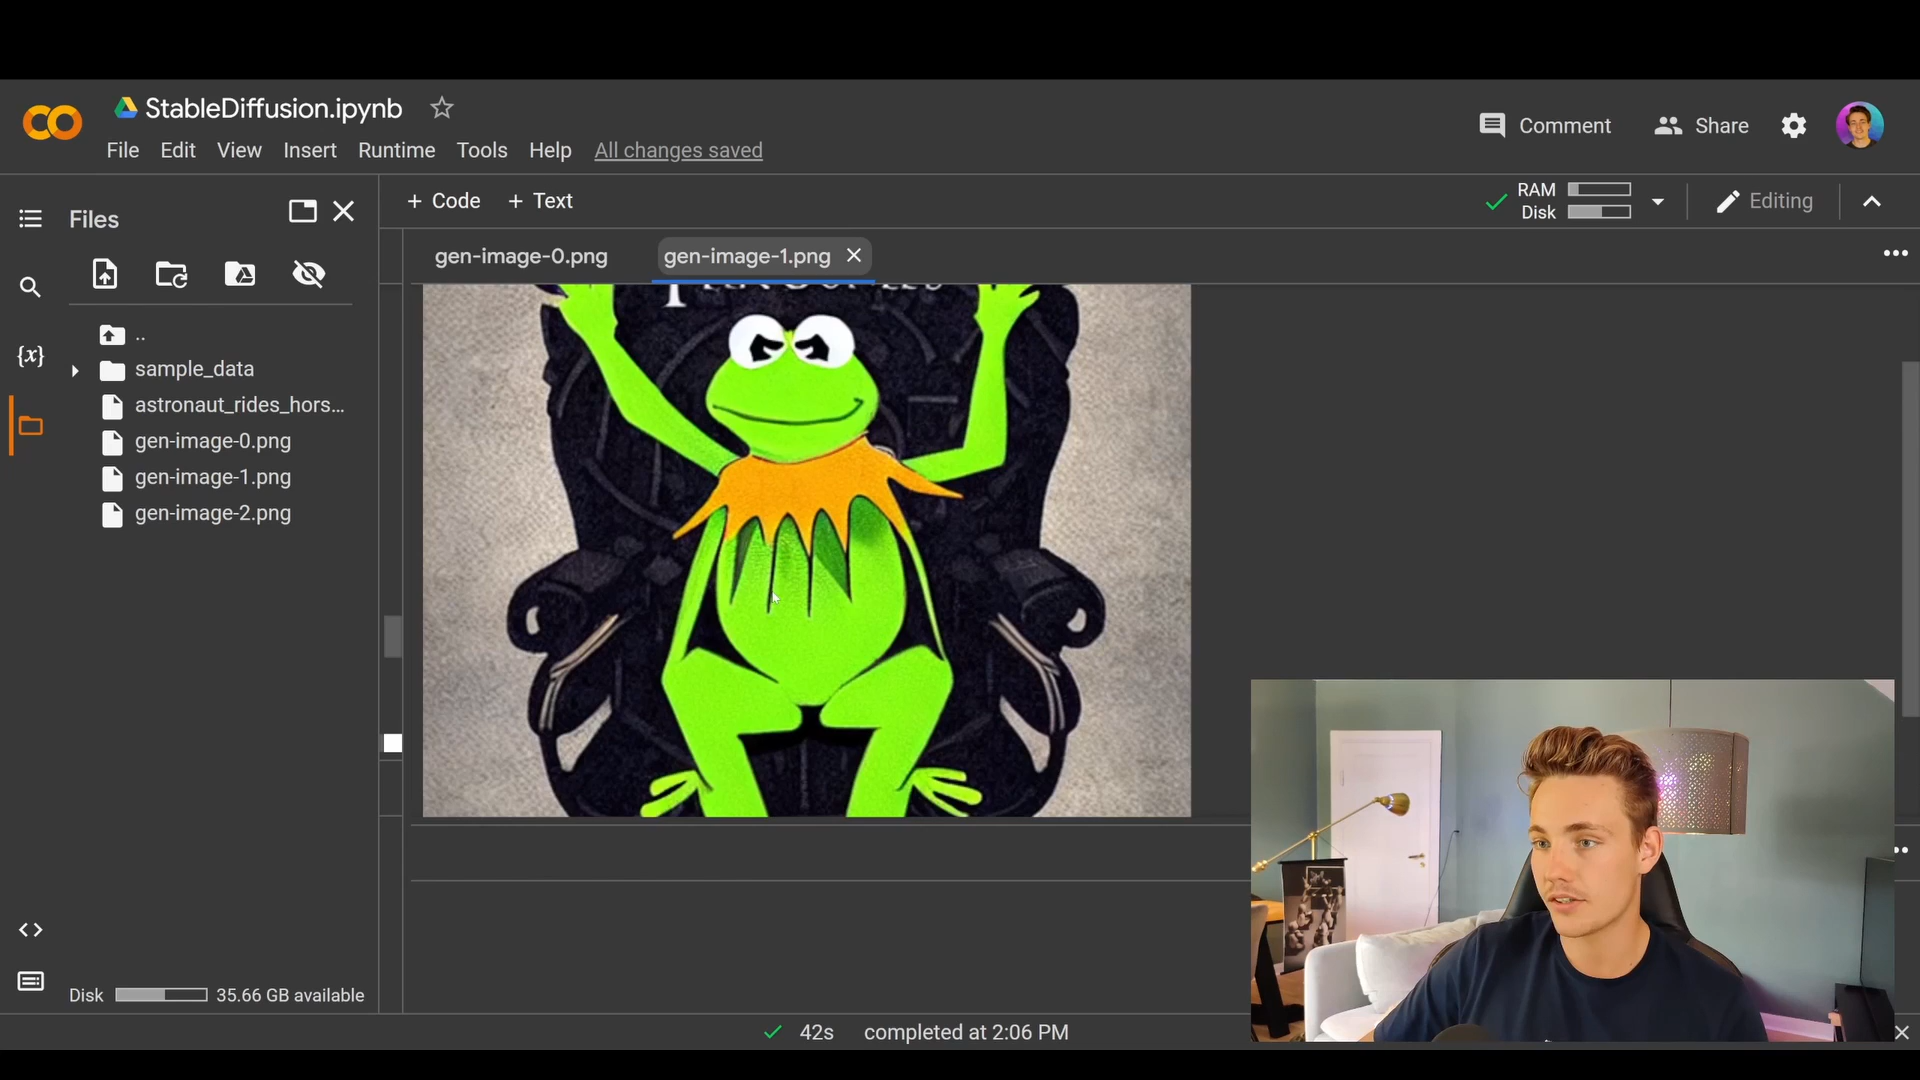 StableDiffusion.ipynb
File Edit View Insert Runtime Tools Help All changes saved
Comment Share
Files
+ Code + Text
RAM
Disk
Editing
gen-image-0.png gen-image-1.png
..
{x}
sample_data
astronaut_rides_hors...
gen-image-0.png
gen-image-1.png
gen-image-2.png
Disk 35.66 GB available
42s completed at 2:06 PM